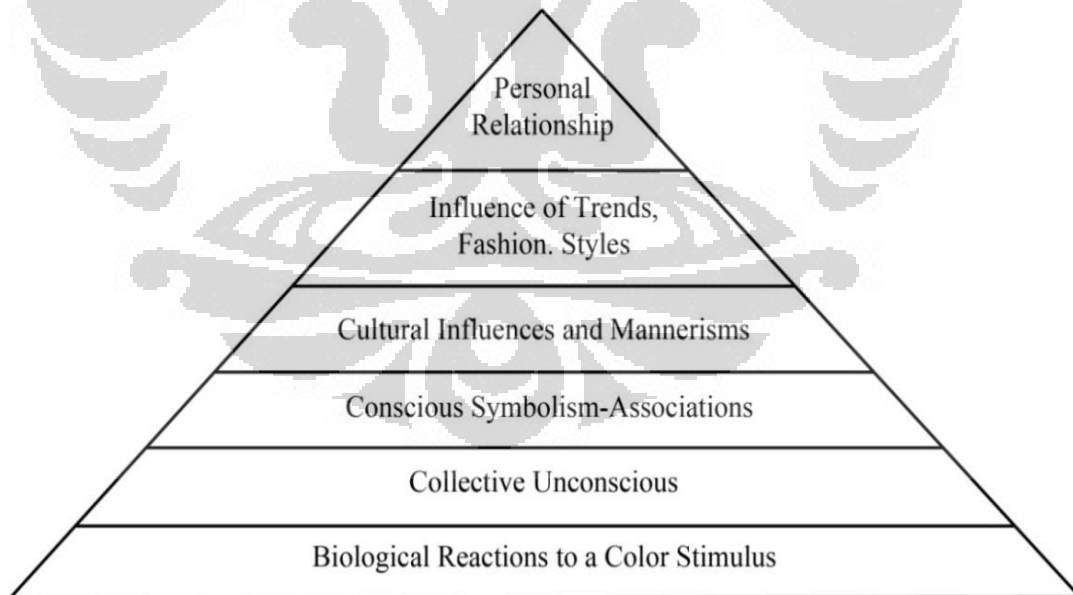 Personal
Relationship
Influence of Trends,
Fashion. Styles
Cultural Influences and Mannerisms
Conscious Symbolism-Associations
Collective Unconscious
Biological Reactions to a Color Stimulus